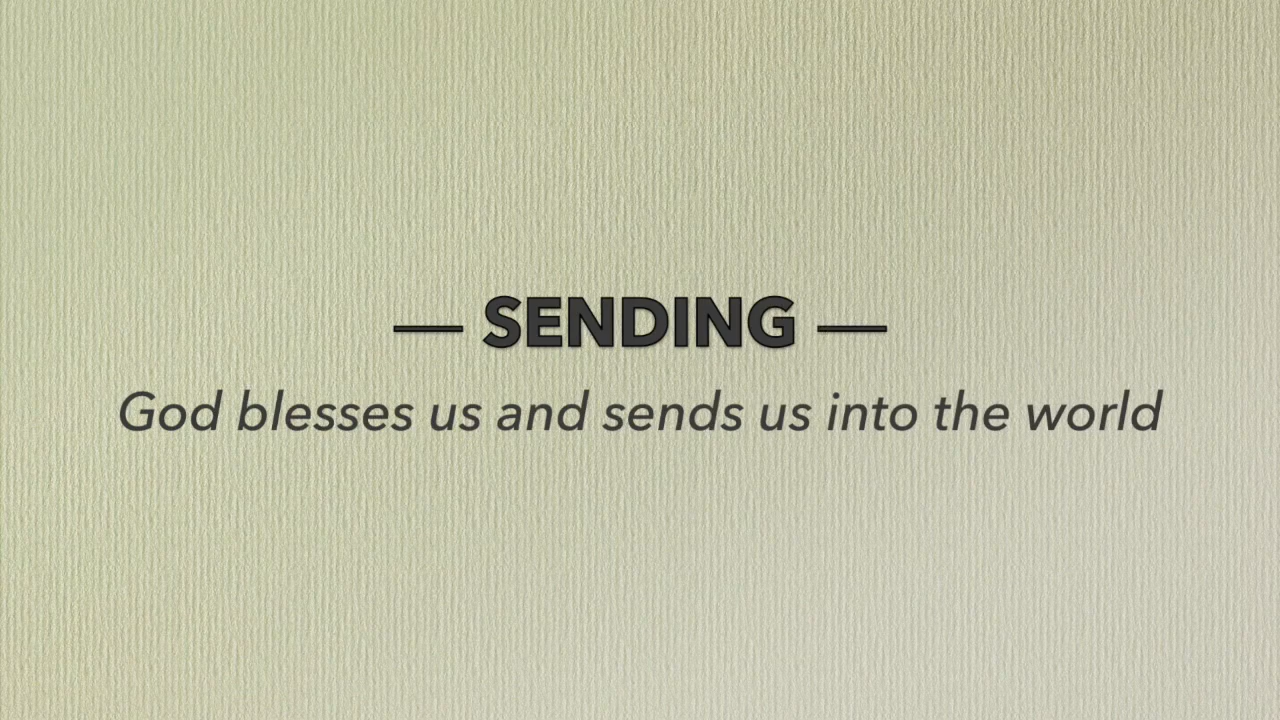 — SENDING —
God blesses us and sends us into the world